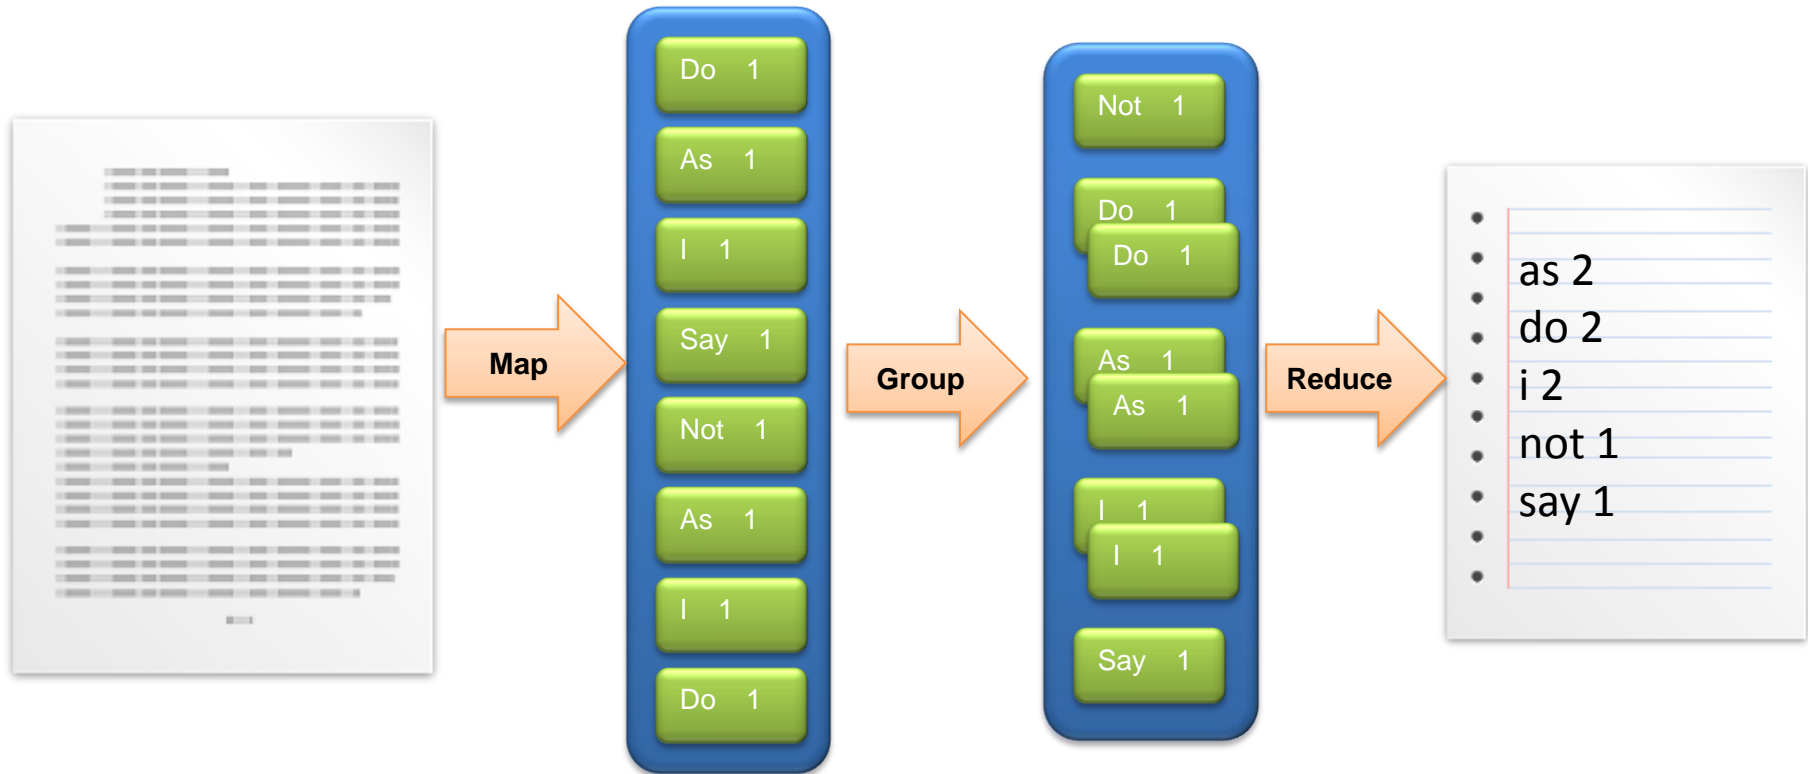 Map
Do 1
As 1
I 1
Say 1
Not 1
As 1
I 1
Do 1
Group
Not 1
Do 1
Do 1
As 1
As 1
I 1
I 1
Say 1
Reduce
as 2
do 2
i 2
not 1
say 1